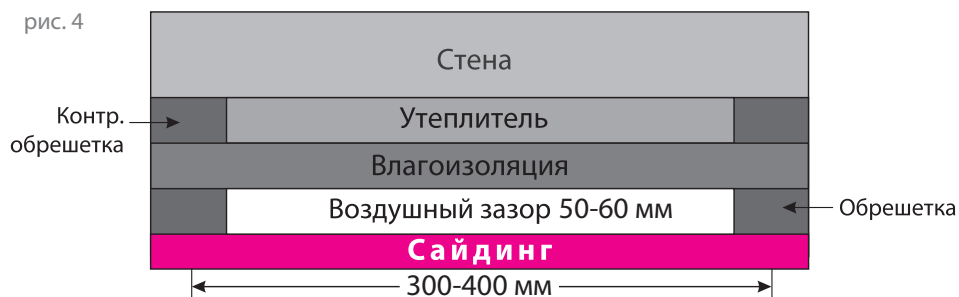 рис. 4
Стена
Контр.
обрешетка
Утеплитель
Влагоизоляция
Воздушный зазор 50-60 мм
Обрешетка
Сайдинг
300-400 мм